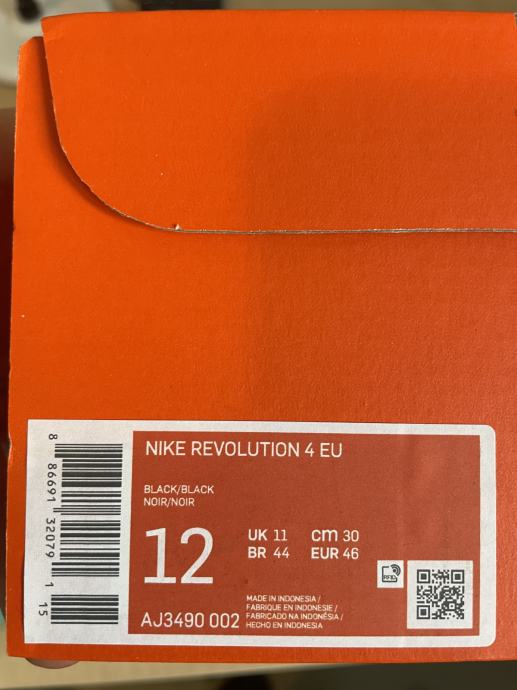 NIKE REVOLUTION 4 EU
BLACK/BLACK
NOIR/NOIR
12
UK 11 cm 30
BR 44 EUR 46
AJ3490 002
MADE IN INDONESIA /
FABRIQUE EN INDONESIE /
FABRICADO NA INDONÉSIA /
HECHO EN INDONESIA
RFID
8 86691 32079 1
15